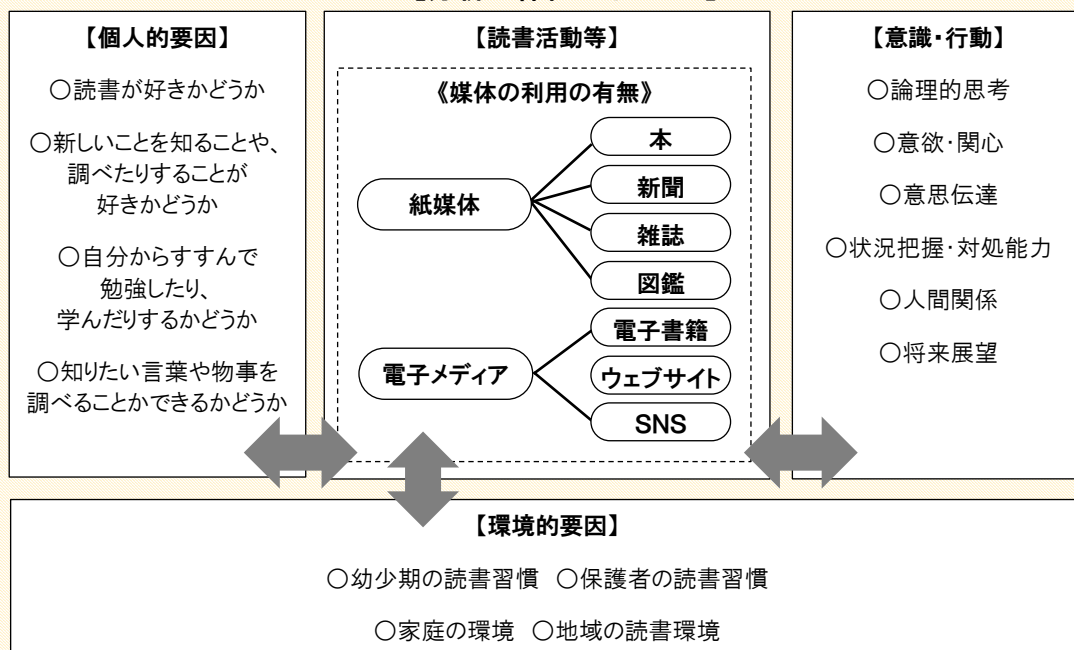 【個人的要因】
○読書が好きかどうか
○新しいことを知ることや、
調べたりすることが
好きかどうか
○自分からすすんで
勉強したり、
学んだりするかどうか
○知りたい言葉や物事を
調べることかできるかどうか
【読書活動等】
《媒体の利用の有無》
紙媒体
本
新聞
雑誌
図鑑
電子メディア
電子書籍
ウェブサイト
SNS
【意識・行動】
○論理的思考
○意欲・関心
○意思伝達
○状況把握・対処能力
○人間関係
○将来展望
【環境的要因】
○幼少期の読書習慣 ○保護者の読書習慣
○家庭の環境 ○地域の読書環境